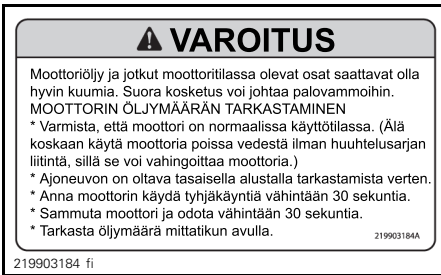 VAROITUS
Moottoriöljy ja jotkut moottoritilassa olevat osat saattavat olla
hyvin kuumia. Suora kosketus voi johtaa palovammoihin.
MOOTTORIN ÖLJYMÄÄRÄN TARKASTAMINEN
* Varmista, että moottori on normaalissa käyttötilassa. (Älä
koskaan käytä moottoria poissa vedestä ilman huuhtelusarjan
liitintä, sillä se voi vahingoittaa moottoria.)
* Ajoneuvon on oltava tasaisella alustalla tarkastamista verten.
* Anna moottorin käydä tyhjäkäyntiä vähintään 30 sekuntia.
* Sammuta moottori ja odota vähintään 30 sekuntia.
* Tarkasta öljymäärä mittatikun avulla.
219903184A
219903184 fi